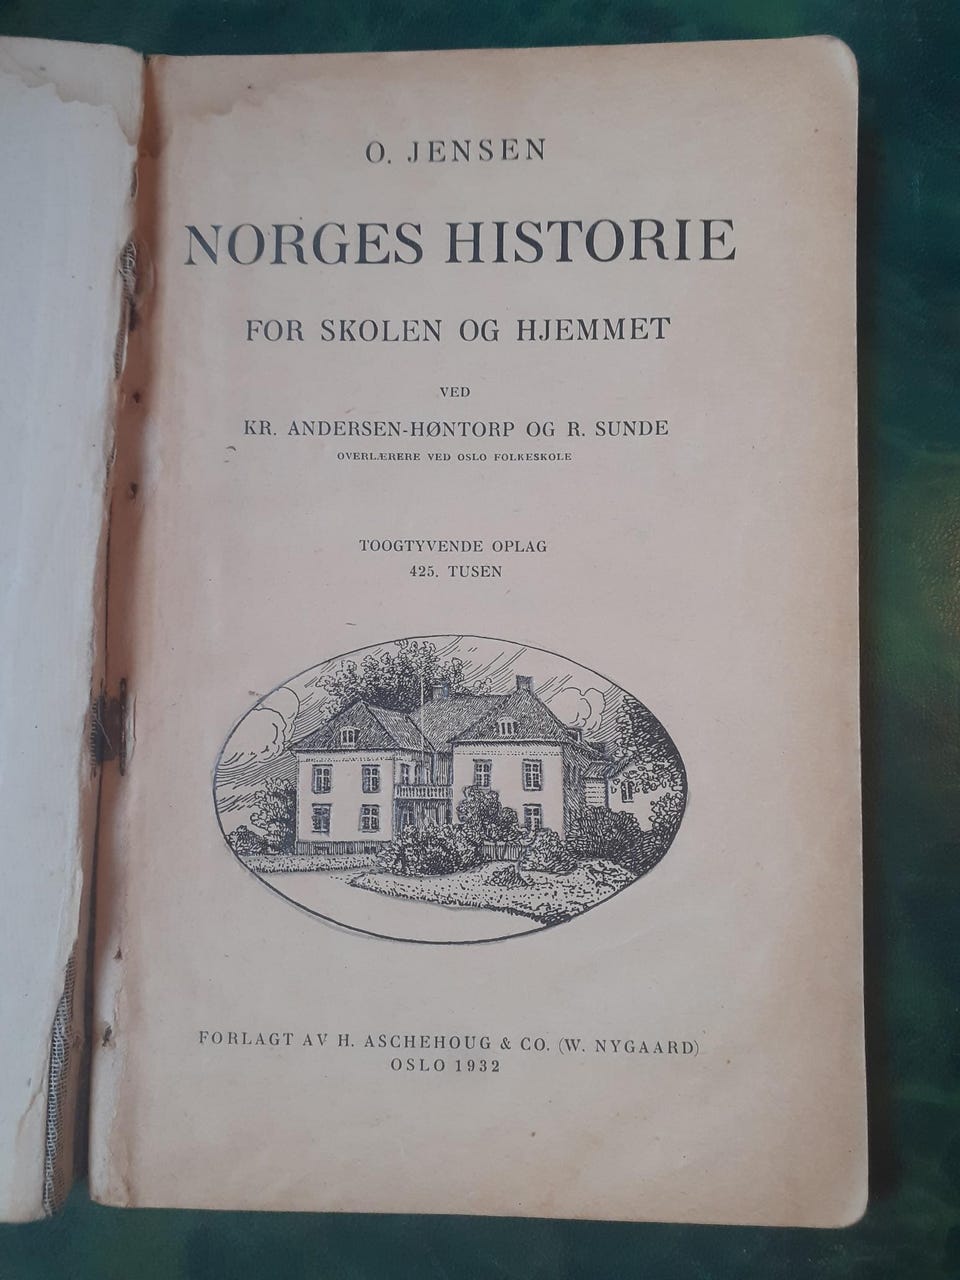 O. JENSEN
NORGES HISTORIE
FOR SKOLEN OG HJEMMET
VED
KR. ANDERSEN-HØNTORP OG R. SUNDE
OVERLÆRERE VED OSLO FOLKESKOLE
TOOGTYVENDE OPLAG
425. TUSEN
FORLAGT AV H. ASCHEHOUG & CO. (W. NYGAARD)
OSLO 1932